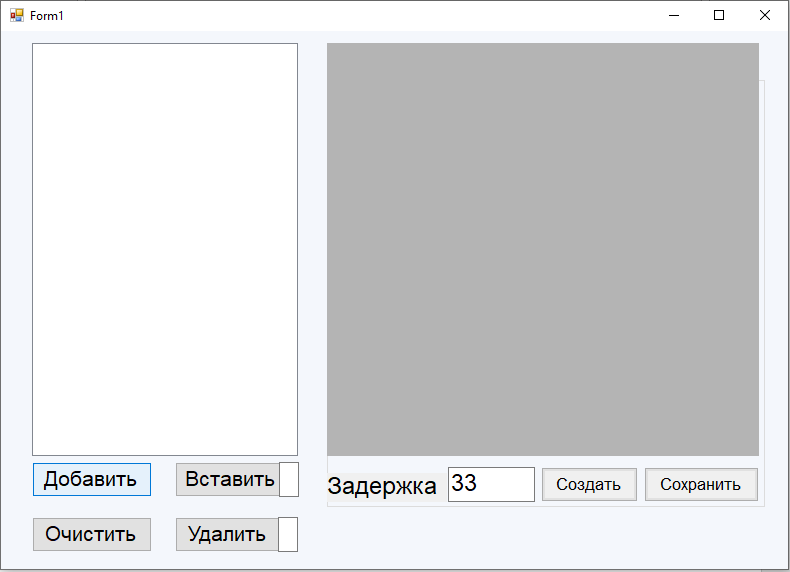 Form1
Добавить
Вставить
Очистить
Удалить
Задержка
33
Создать
Сохранить